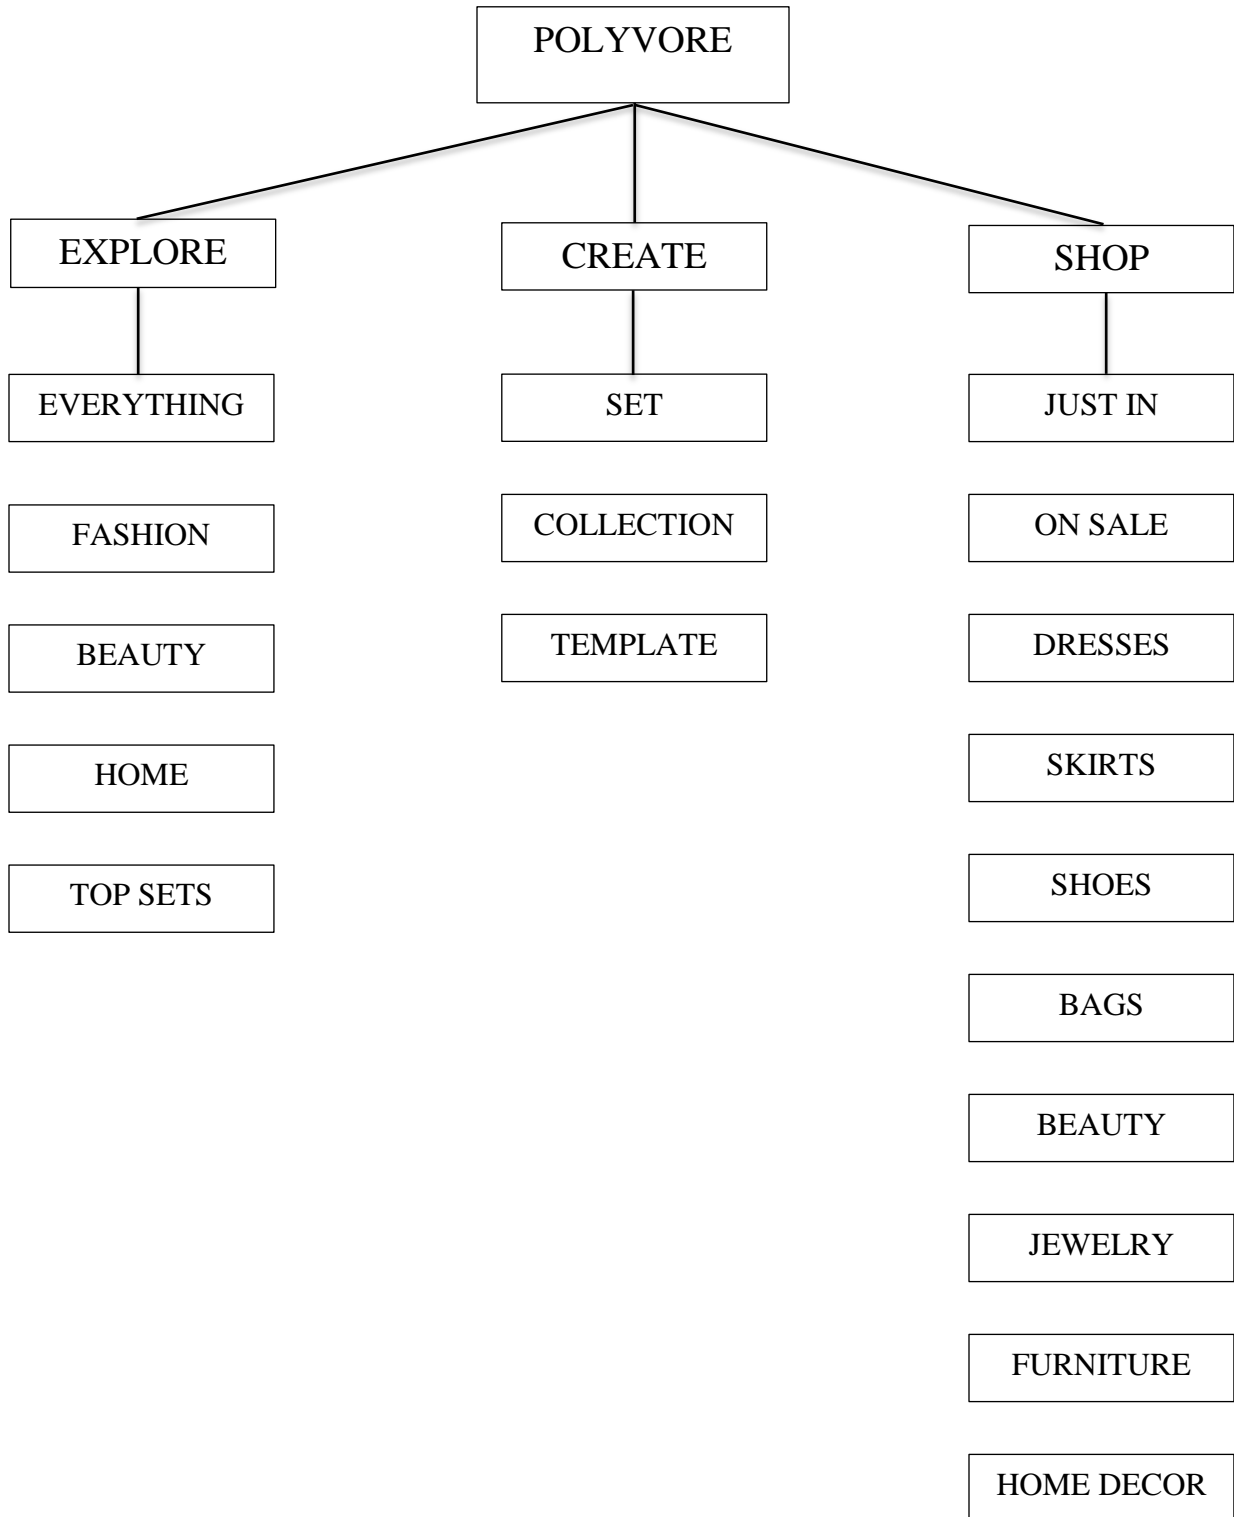 POLYVORE
EXPLORE
CREATE
SHOP
EVERYTHING
FASHION
BEAUTY
HOME
TOP SETS
SET
COLLECTION
TEMPLATE
JUST IN
ON SALE
DRESSES
SKIRTS
SHOES
BAGS
BEAUTY
JEWELRY
FURNITURE
HOME DECOR